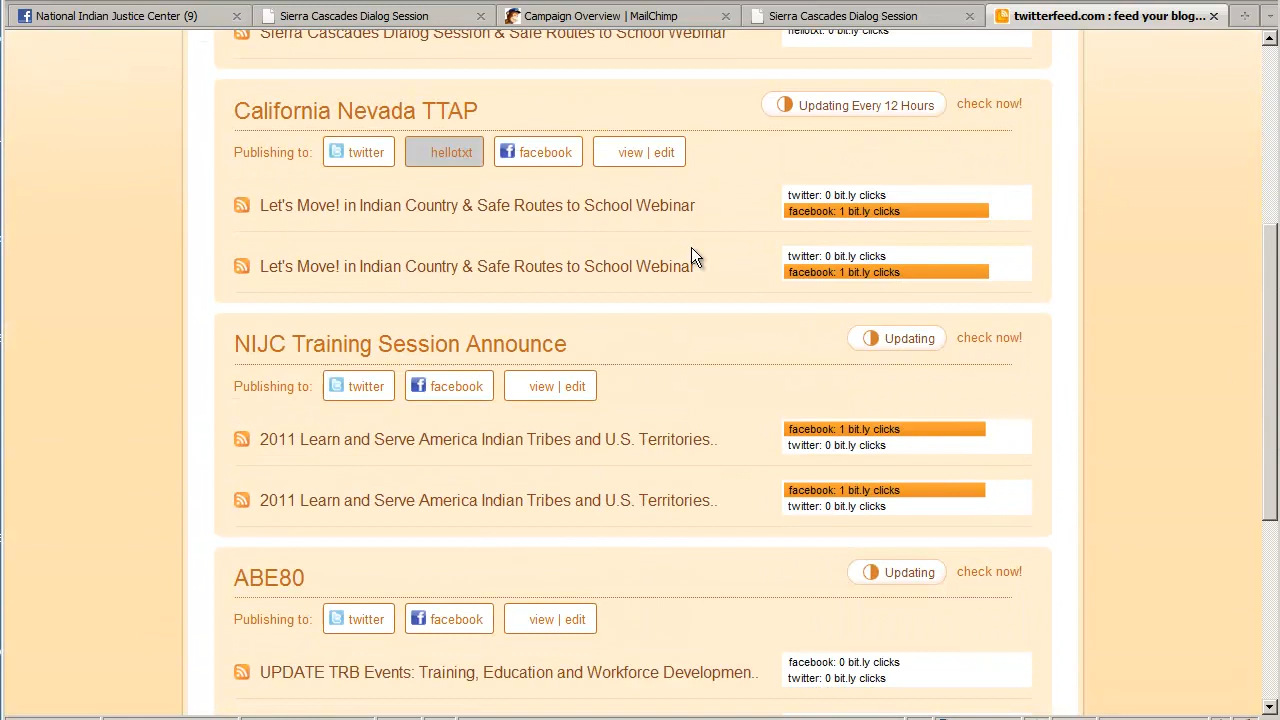 National Indian Justice Center (9)
Sierra Cascades Dialog Session
Campaign Overview | MailChimp
Sierra Cascades Dialog Session
twitterfeed.com : feed your blog...
Sierra Cascades Dialog Session & Safe Routes to School Webinar
hellotxt: 0 bit.ly clicks
California Nevada TTAP
Updating Every 12 Hours
check now!
Publishing to:
twitter
hellotxt
facebook
view | edit
Let's Move! in Indian Country & Safe Routes to School Webinar
twitter: 0 bit.ly clicks
facebook: 1 bit.ly clicks
Let's Move! in Indian Country & Safe Routes to School Webinar
twitter: 0 bit.ly clicks
facebook: 1 bit.ly clicks
NIJC Training Session Announce
Updating
check now!
Publishing to:
twitter
facebook
view | edit
2011 Learn and Serve America Indian Tribes and U.S. Territories..
facebook: 1 bit.ly clicks
twitter: 0 bit.ly clicks
2011 Learn and Serve America Indian Tribes and U.S. Territories..
facebook: 1 bit.ly clicks
twitter: 0 bit.ly clicks
ABE80
Updating
check now!
Publishing to:
twitter
facebook
view | edit
UPDATE TRB Events: Training, Education and Workforce Developmen..
facebook: 0 bit.ly clicks
twitter: 0 bit.ly clicks